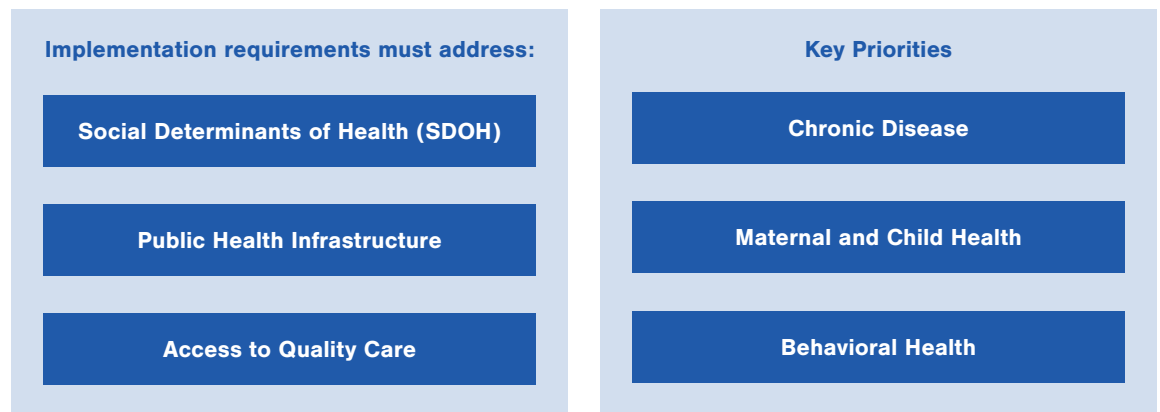 Implementation requirements must address:
Social Determinants of Health (SDOH)
Public Health Infrastructure
Access to Quality Care
Key Priorities
Chronic Disease
Maternal and Child Health
Behavioral Health